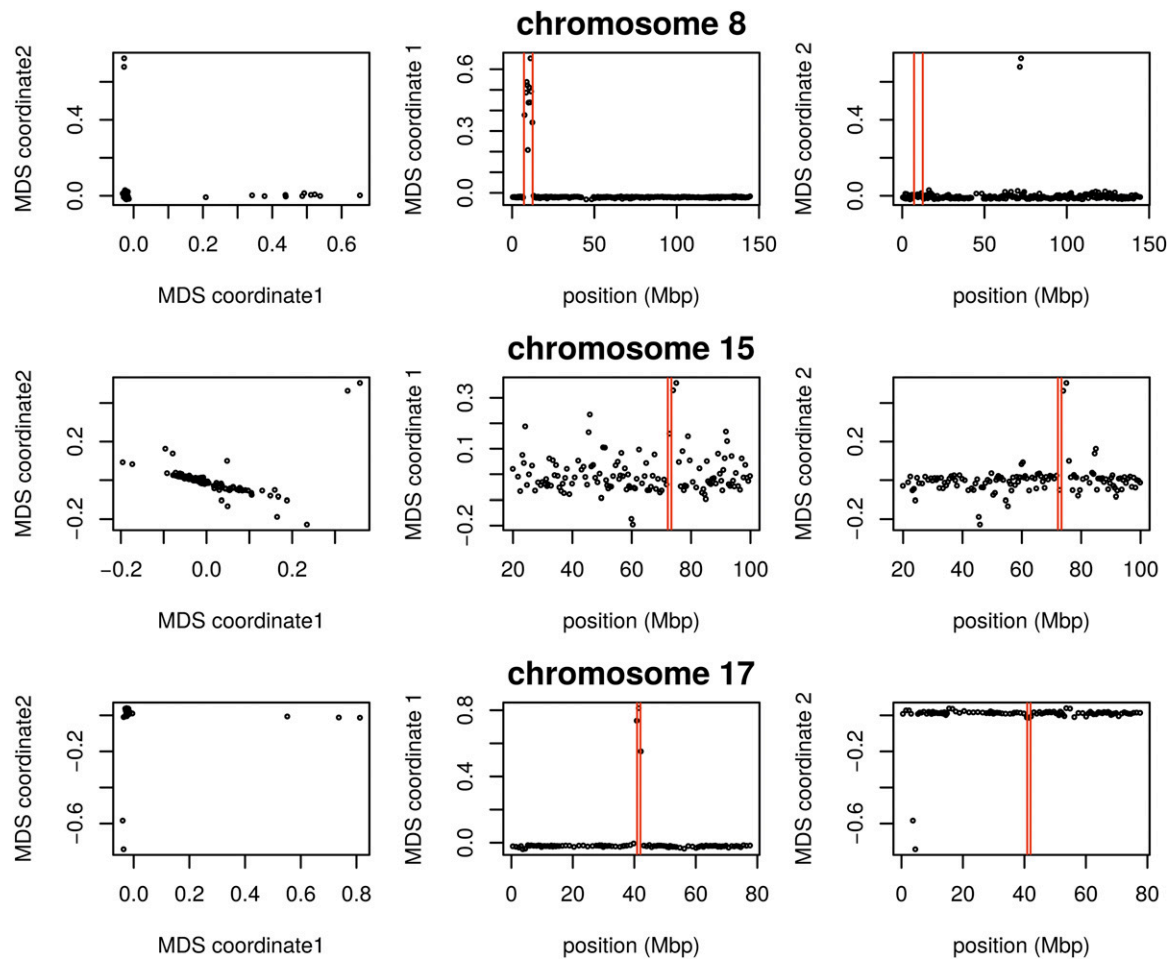 chromosome 8
MDS coordinate2
0.4
0.0
0.0 0.2 0.4 0.6
MDS coordinate1
MDS coordinate 1
0.6
0.3
0.0
0 50 100 150
position (Mbp)
MDS coordinate 2
0.4
0.0
0 50 100 150
position (Mbp)
chromosome 15
MDS coordinate2
0.2
−0.2
−0.2 0.0 0.2
MDS coordinate1
MDS coordinate 1
0.3
0.1
−0.2
20 40 60 80 100
position (Mbp)
MDS coordinate 2
0.2
−0.2
20 40 60 80 100
position (Mbp)
chromosome 17
MDS coordinate2
−0.2
−0.6
0.0 0.2 0.4 0.6 0.8
MDS coordinate1
MDS coordinate 1
0.8
0.4
0.0
0 20 40 60 80
position (Mbp)
MDS coordinate 2
−0.2
−0.6
0 20 40 60 80
position (Mbp)